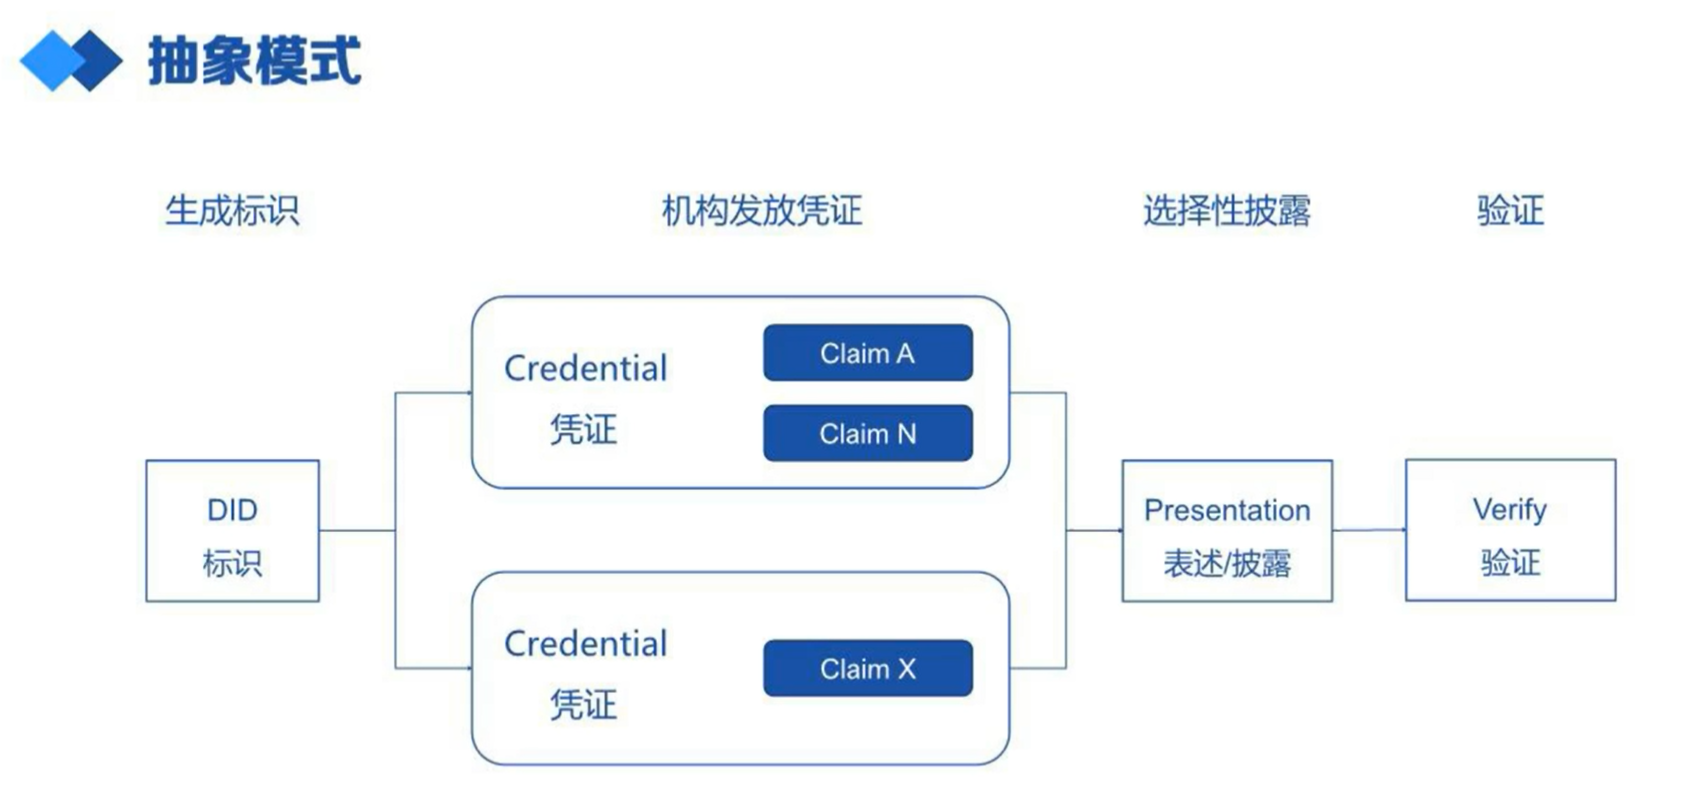 抽象模式
生成标识
机构发放凭证
选择性披露
验证
Credential
凭证
Claim A
Claim N
DID
标识
Credential
凭证
Claim X
Presentation
表述/披露
Verify
验证